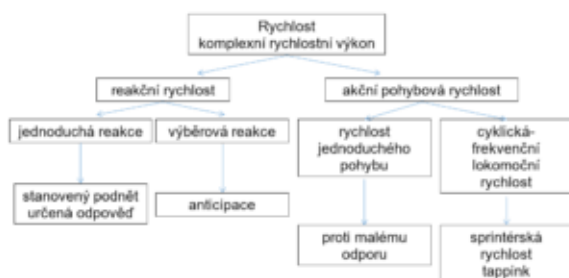 Rychlost
komplexní rychlostní výkon
reakční rychlost
akční pohybová rychlost
jednoduchá reakce
výběrová reakce
rychlost
jednoduchého
pohybu
cyklická-
frekvenční
lokomoční
rychlost
stanovený podnět
určená odpověď
anticipace
proti malému
odporu
sprintérská
rychlost
tappink